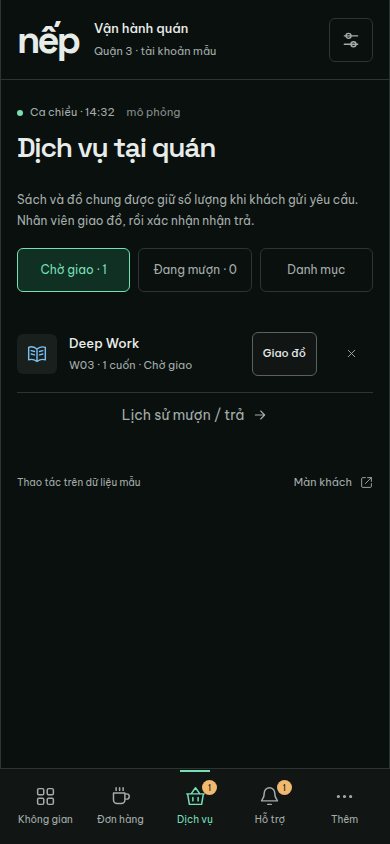 nếp
Vận hành quán
Quận 3 · tài khoản mẫu
Ca chiều · 14:32 mô phỏng
Dịch vụ tại quán
Sách và đồ chung được giữ số lượng khi khách gửi yêu cầu.
Nhân viên giao đồ, rồi xác nhận nhận trả.
Chờ giao · 1
Đang mượn · 0
Danh mục
Deep Work
W03 · 1 cuốn · Chờ giao
Giao đồ
Lịch sử mượn / trả
Thao tác trên dữ liệu mẫu
Màn khách
1
1
Không gian
Đơn hàng
Dịch vụ
Hỗ trợ
Thêm